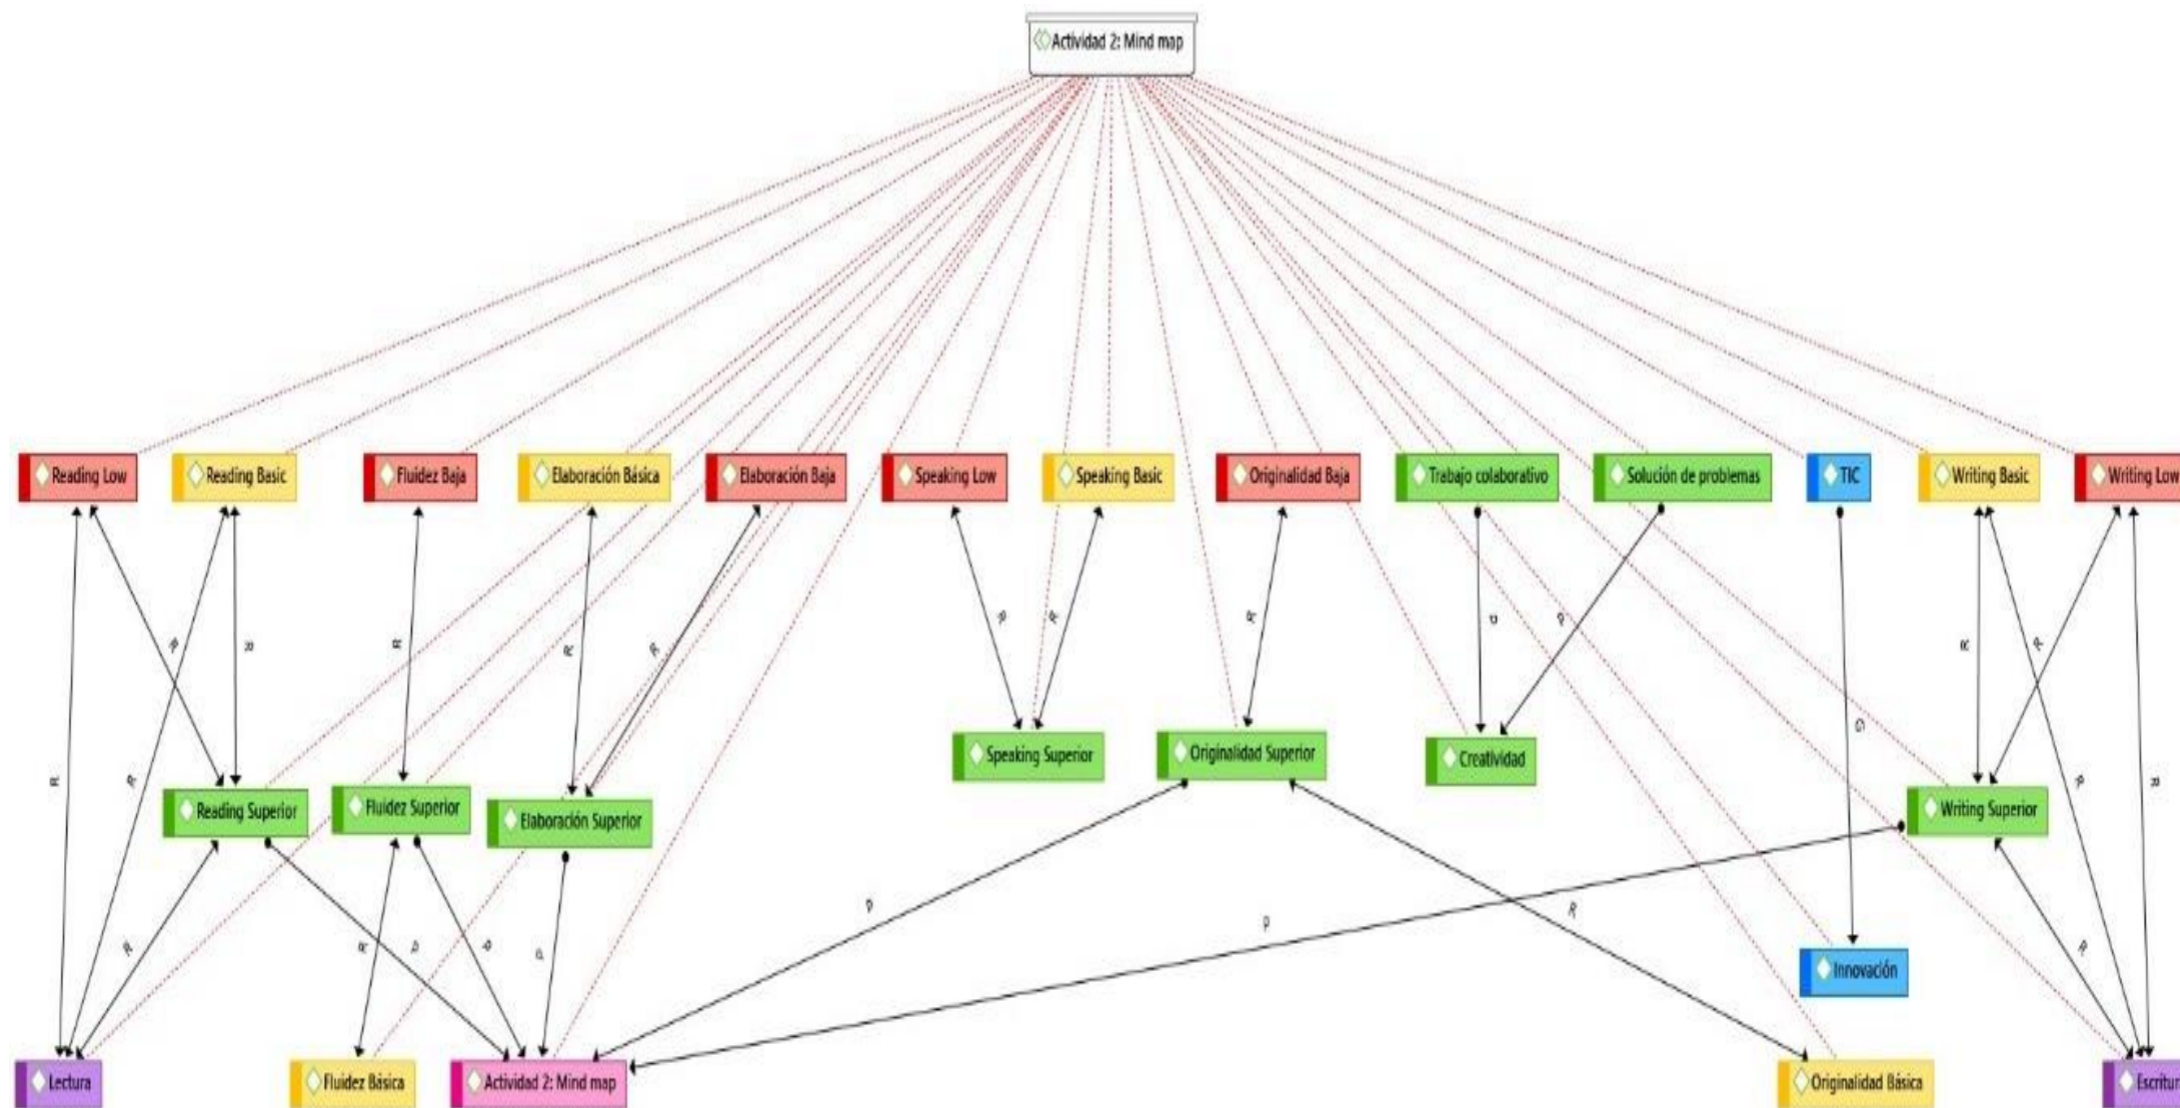 Actividad 2: Mind map
Reading Low
Reading Basic
Fluidez Baja
Elaboración Básica
Elaboración Baja
Speaking Low
Speaking Basic
Originalidad Baja
Trabajo colaborativo
Solución de problemas
TIC
Writing Basic
Writing Low
R
R
R
R
R
R
R
R
R
P
G
R
R
R
R
R
R
Speaking Superior
Originalidad Superior
Creatividad
Reading Superior
Fluidez Superior
Elaboración Superior
Writing Superior
R
R
P
P
P
P
P
R
R
Innovación
Lectura
Fluidez Básica
Actividad 2: Mind map
Originalidad Básica
Escritur